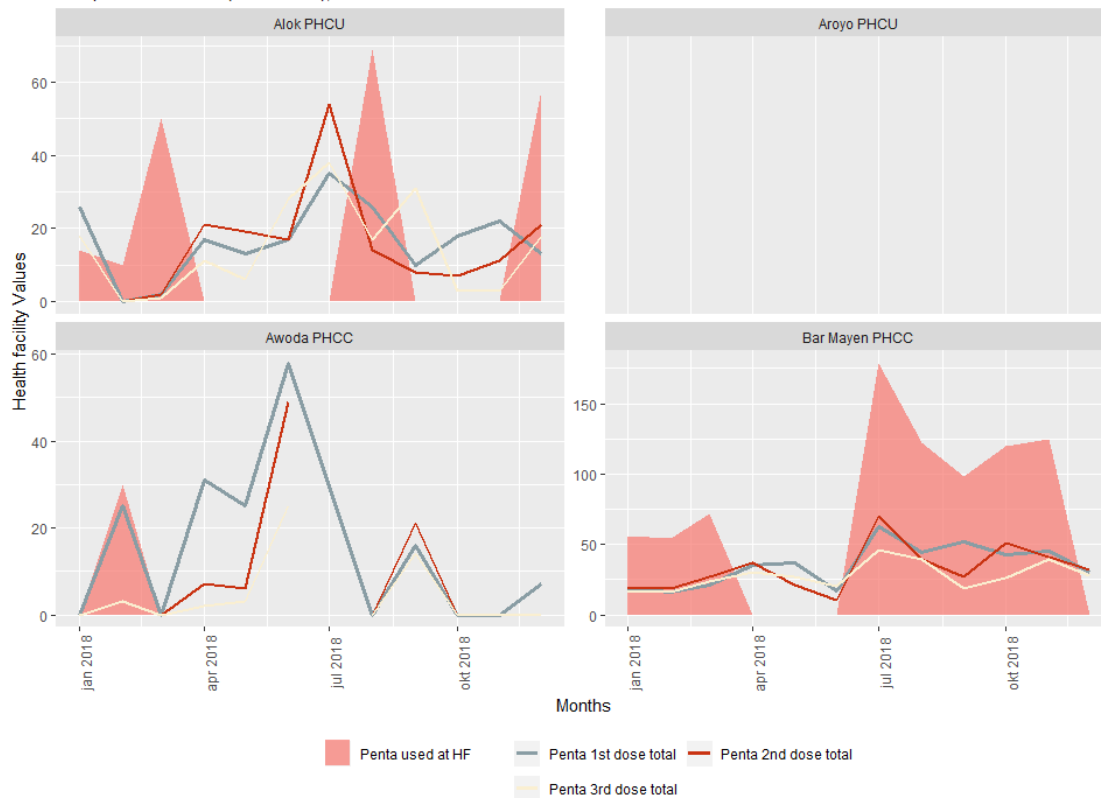 Alok PHCU
Aroyo PHCU
60
40
20
0
Awoda PHCC
Bar Mayen PHCC
60
40
20
0
150
100
50
0
jan 2018
apr 2018
jul 2018
okt 2018
jan 2018
apr 2018
jul 2018
okt 2018
Health facility Values
Months
Penta used at HF
Penta 1st dose total
Penta 2nd dose total
Penta 3rd dose total